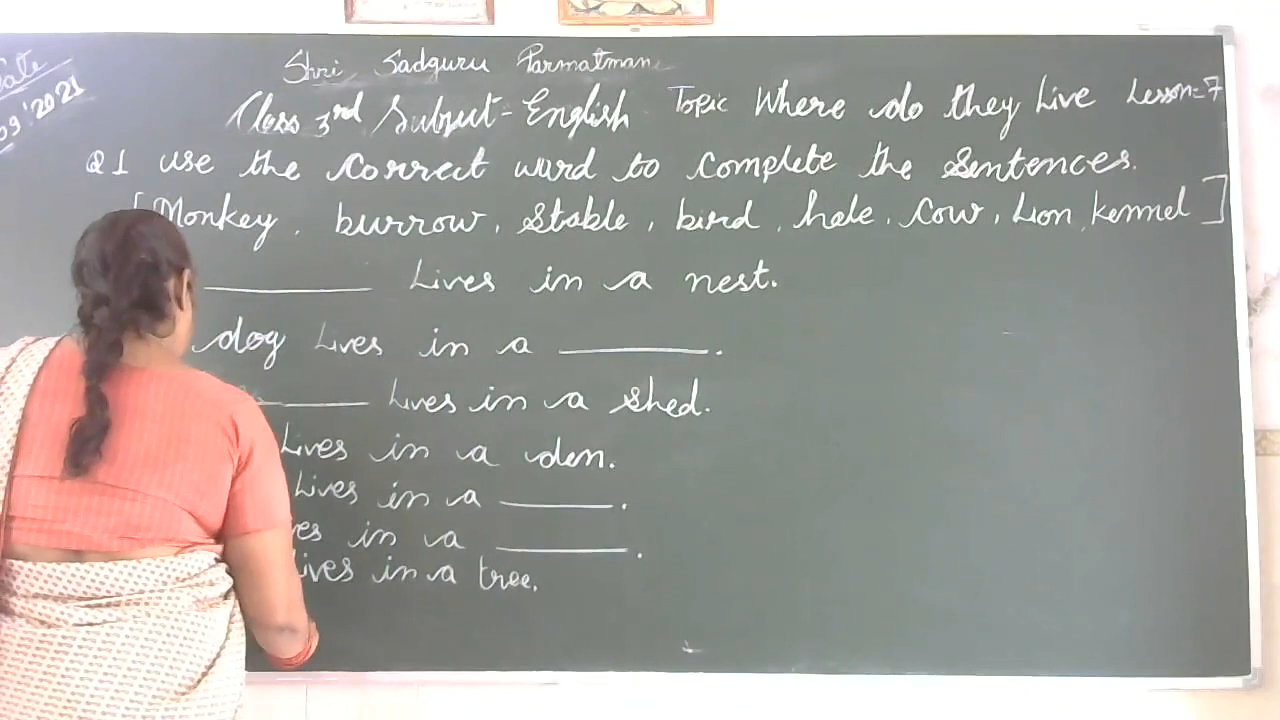 Date
09'2021
Shri Sadguru Parmatman
Class 3rd Subject-English Topic Where do they Live Lesson-7
Q1 use the correct word to complete the sentences.
[Monkey, burrow, stable, bird, hole, cow, Lion, kennel]
________ Lives in a nest.
dog Lives in a ________.
________ Lives in a shed.
Lives in a den.
Lives in a ________.
ves in a ________.
Lives in a tree.